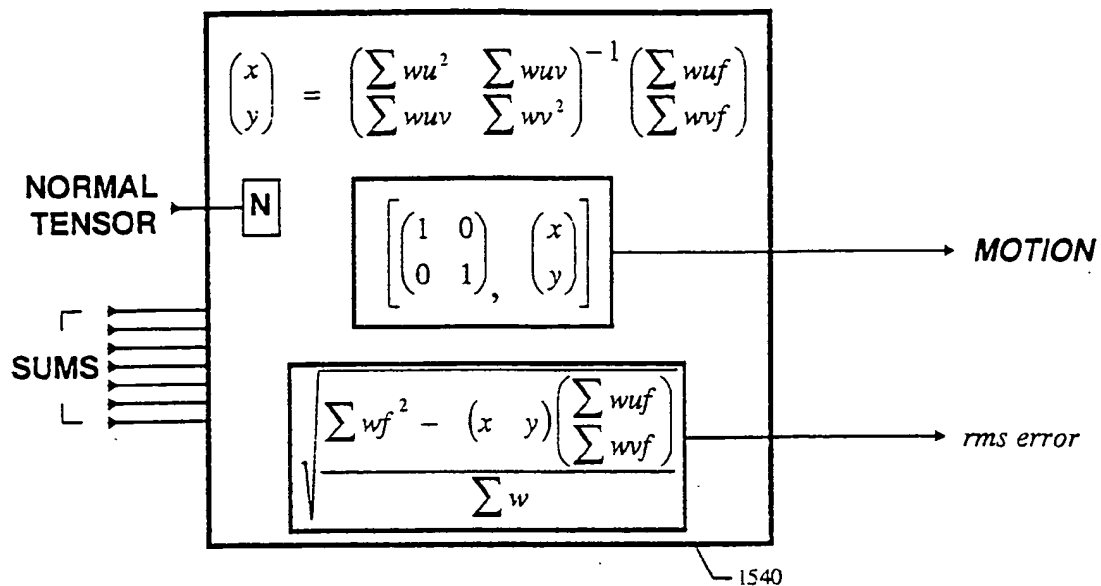 (x y) = (∑wu² ∑wuv ∑wuv ∑wv²)⁻¹ (∑wuf ∑wvf)
NORMAL
TENSOR
N
[(1 0 0 1), (x y)]
MOTION
SUMS
√((∑wf² - (x y)(∑wuf ∑wvf)) / ∑w)
rms error
1540